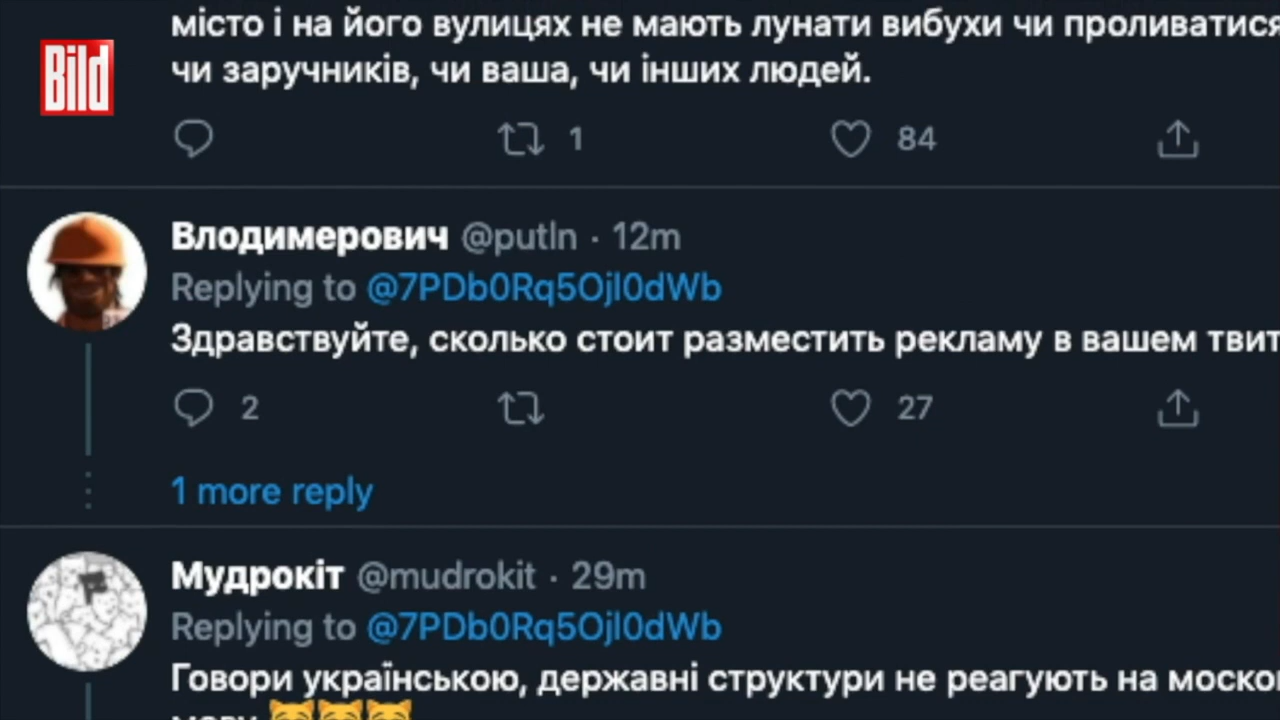 Bild
місто і на його вулицях не мають лунати вибухи чи проливатися
чи заручників, чи ваша, чи інших людей.
1 84
Влодимерович @putln · 12m
Replying to @7PDb0Rq5Ojl0dWb
Здравствуйте, сколько стоит разместить рекламу в вашем твит
2 27
1 more reply
Мудрокіт @mudrokit · 29m
Replying to @7PDb0Rq5Ojl0dWb
Говори українською, державні структури не реагують на моско
мову 😹😹😹